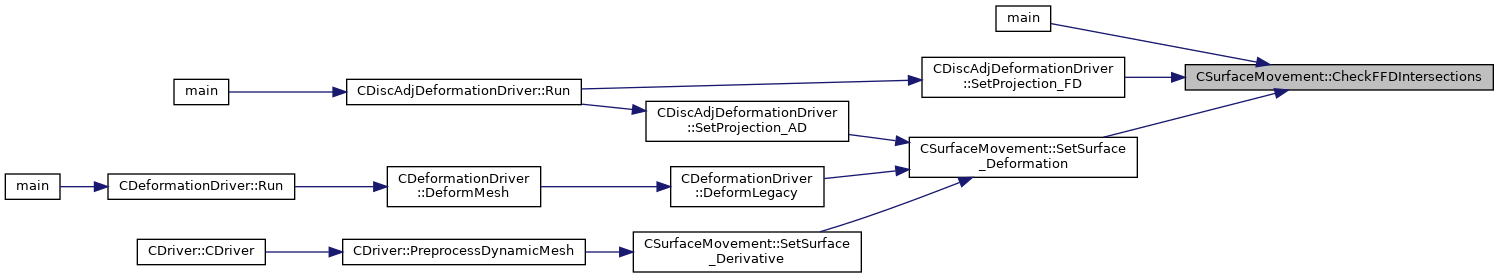 main
CSurfaceMovement::CheckFFDIntersections
CDiscAdjDeformationDriver
::SetProjection_FD
main
CDiscAdjDeformationDriver::Run
CDiscAdjDeformationDriver
::SetProjection_AD
CSurfaceMovement::SetSurface
_Deformation
main
CDeformationDriver::Run
CDeformationDriver
::DeformMesh
CDeformationDriver
::DeformLegacy
CDriver::CDriver
CDriver::PreprocessDynamicMesh
CSurfaceMovement::SetSurface
_Derivative